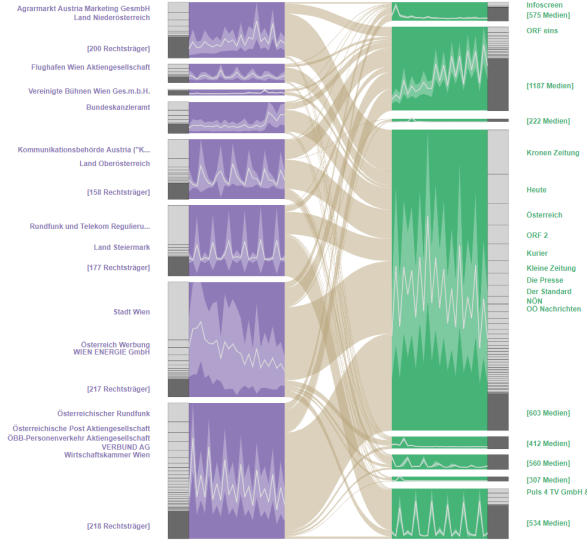 Agrarmarkt Austria Marketing GesmbH
Land Niederösterreich
[200 Rechtsträger]
Flughafen Wien Aktiengesellschaft
Vereinigte Bühnen Wien Ges.m.b.H.
Bundeskanzleramt
Kommunikationsbehörde Austria ("K...
Land Oberösterreich
[158 Rechtsträger]
Rundfunk und Telekom Regulieru...
Land Steiermark
[177 Rechtsträger]
Stadt Wien
Österreich Werbung
WIEN ENERGIE GmbH
[217 Rechtsträger]
Österreichischer Rundfunk
Österreichische Post Aktiengesellschaft
ÖBB-Personenverkehr Aktiengesellschaft
VERBUND AG
Wirtschaftskammer Wien
[218 Rechtsträger]
Infoscreen
[575 Medien]
ORF eins
[1187 Medien]
[222 Medien]
Kronen Zeitung
Heute
Österreich
ORF 2
Kurier
Kleine Zeitung
Die Presse
Der Standard
NÖN
OÖ Nachrichten
[603 Medien]
[412 Medien]
[560 Medien]
[307 Medien]
Puls 4 TV GmbH &
[534 Medien]